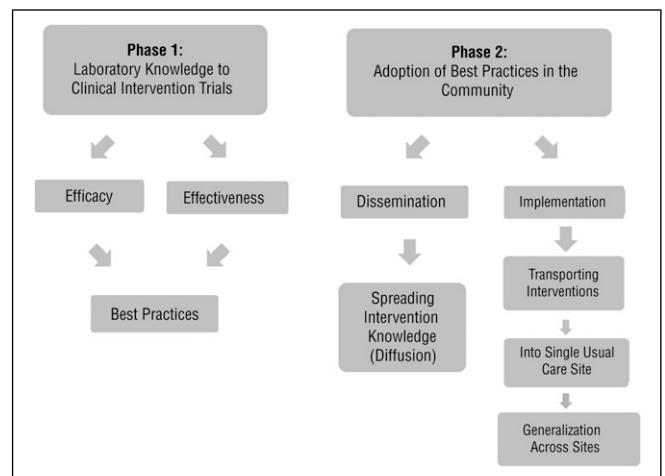 Phase 1:
Laboratory Knowledge to
Clinical Intervention Trials
Efficacy
Effectiveness
Best Practices
Phase 2:
Adoption of Best Practices in the
Community
Dissemination
Spreading
Intervention
Knowledge
(Diffusion)
Implementation
Transporting
Interventions
Into Single Usual
Care Site
Generalization
Across Sites